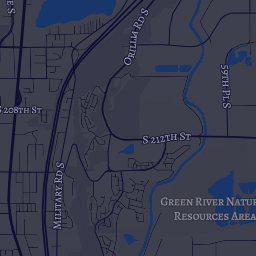 E S
Orillia Rd S
59th Pl S
S 208th St
S 212th St
Military Rd S
Green River Natur
Resources Area